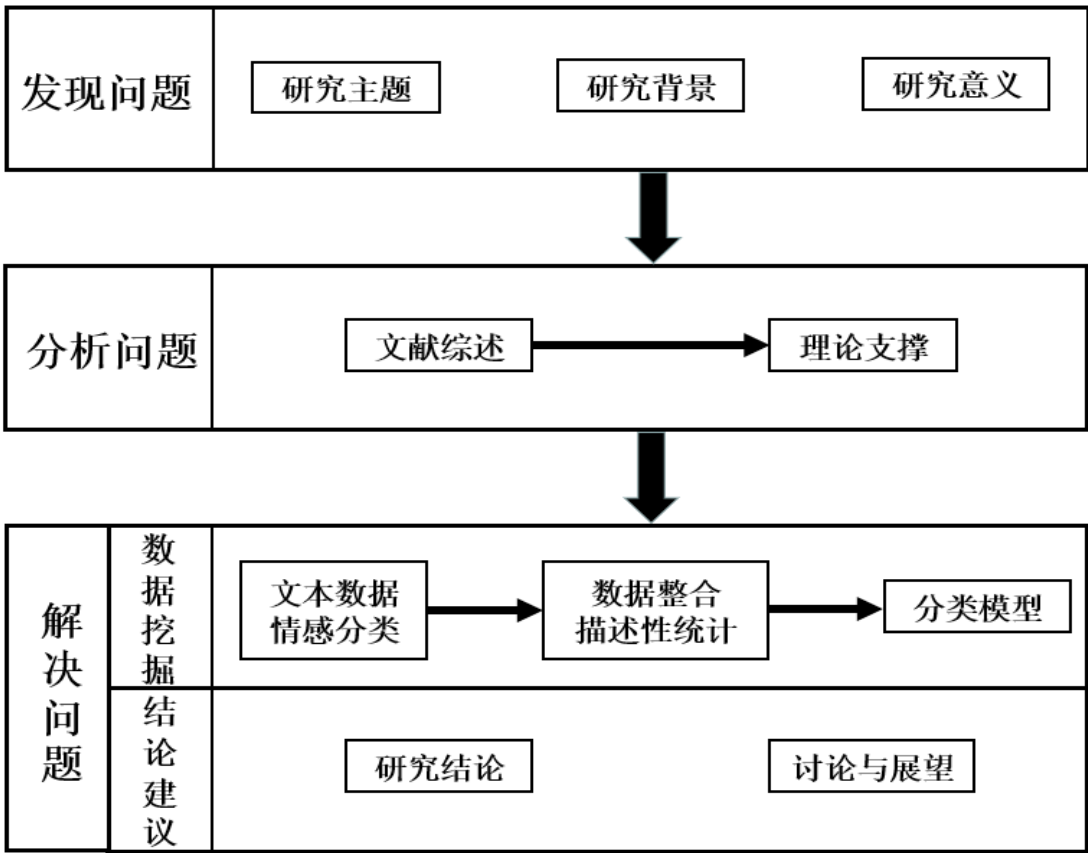 发现问题
研究主题
研究背景
研究意义
分析问题
文献综述
理论支撑
解决问题
数据挖掘
文本数据
情感分类
数据整合
描述性统计
分类模型
结论建议
研究结论
讨论与展望